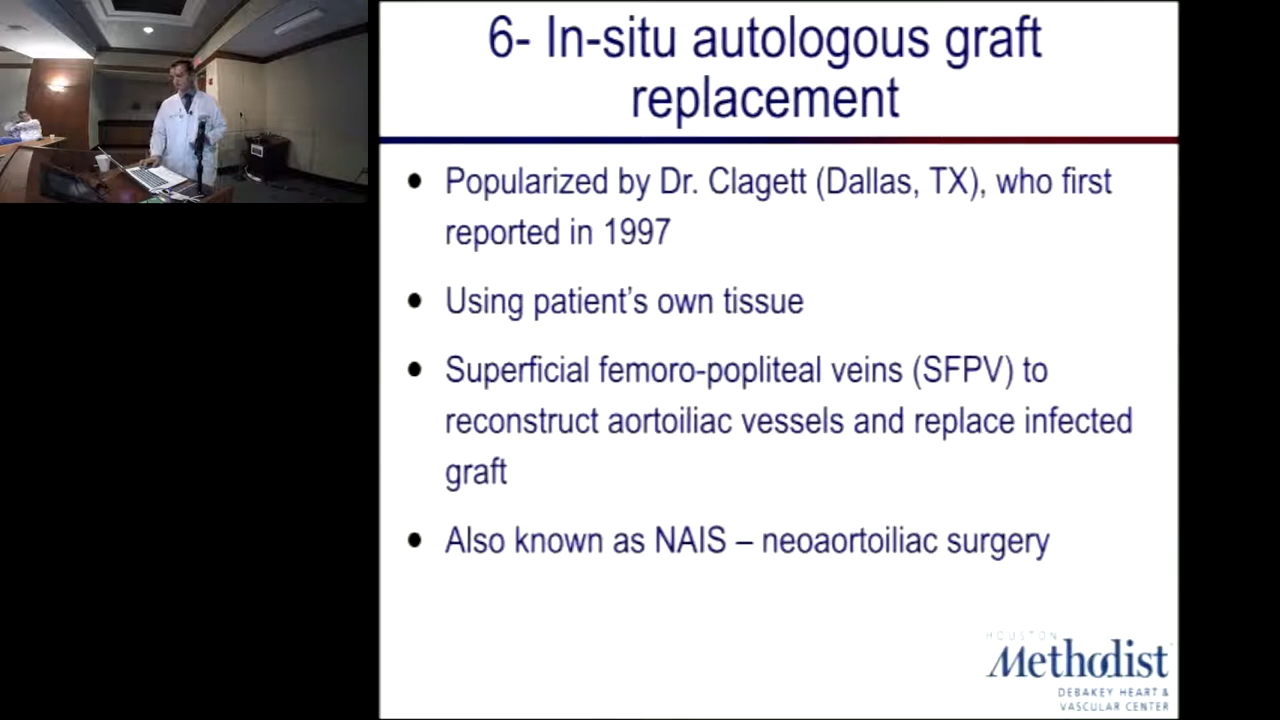 6- In-situ autologous graft
replacement
• Popularized by Dr. Clagett (Dallas, TX), who first
reported in 1997
• Using patient’s own tissue
• Superficial femoro-popliteal veins (SFPV) to
reconstruct aortoiliac vessels and replace infected
graft
• Also known as NAIS – neoaortoiliac surgery
HOUSTON
Methodist
DEBAKEY HEART &
VASCULAR CENTER